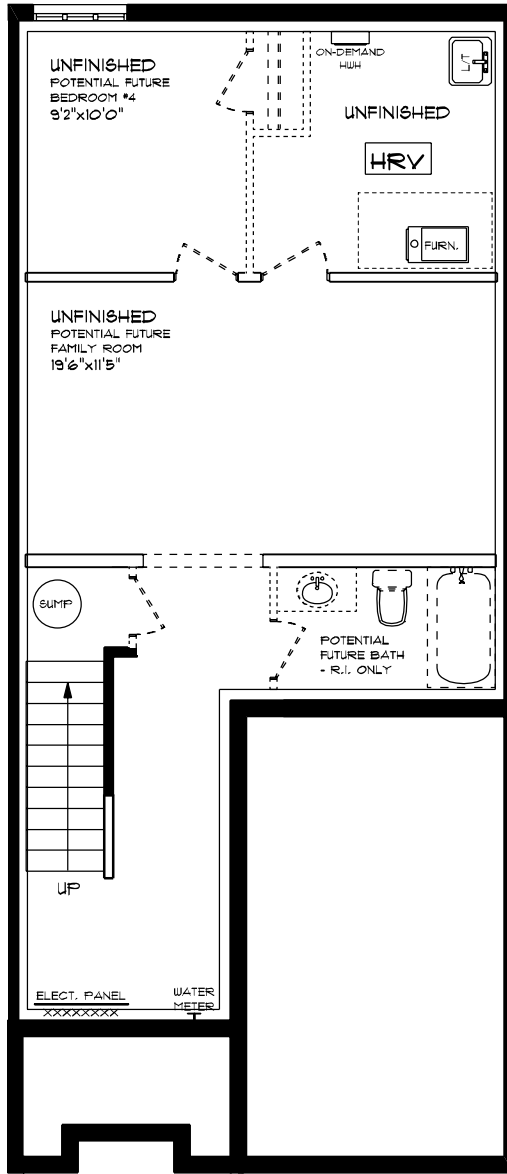 UNFINISHED
POTENTIAL FUTURE
BEDROOM #4
9'2"x10'0"
ON-DEMAND
HWH
L/T
UNFINISHED
HRV
FURN.
UNFINISHED
POTENTIAL FUTURE
FAMILY ROOM
19'6"x11'5"
SUMP
POTENTIAL
FUTURE BATH
- R.I. ONLY
UP
ELECT. PANEL
WATER
METER